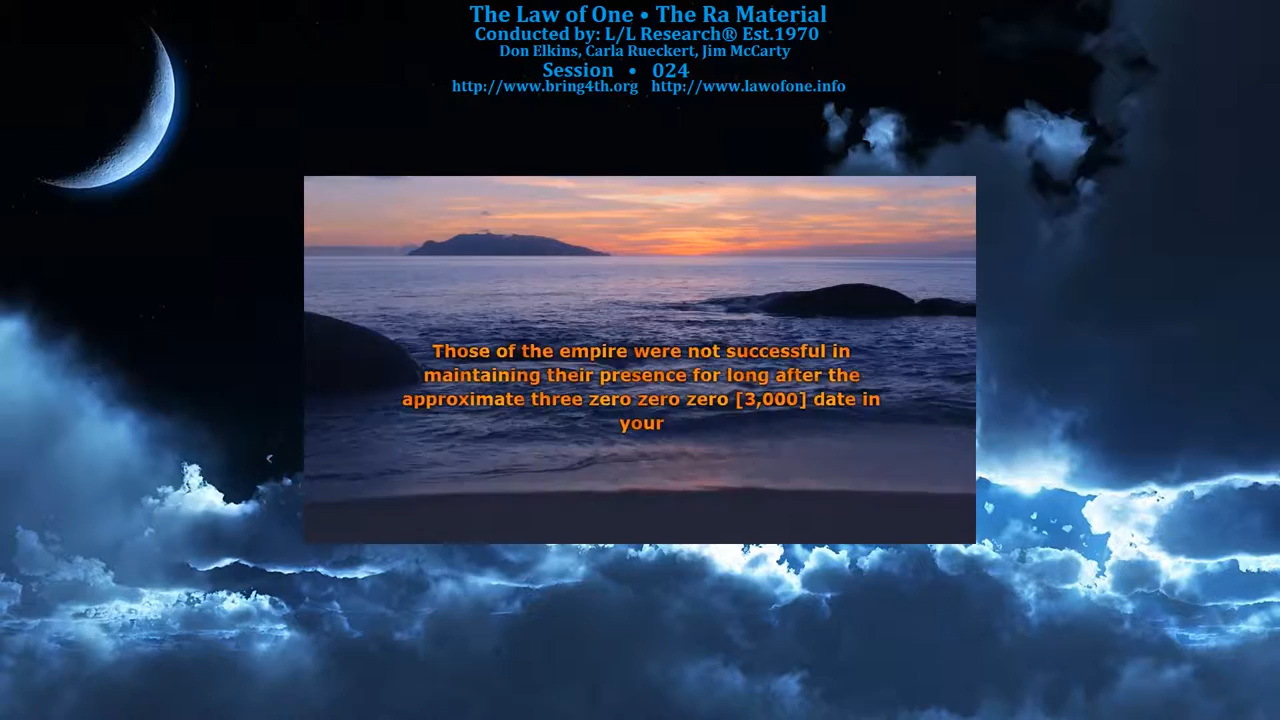 The Law of One • The Ra Material
Conducted by: L/L Research® Est.1970
Don Elkins, Carla Rueckert, Jim McCarty
Session • 024
http://www.bring4th.org http://www.lawofone.info
Those of the empire were not successful in
maintaining their presence for long after the
approximate three zero zero zero [3,000] date in
your